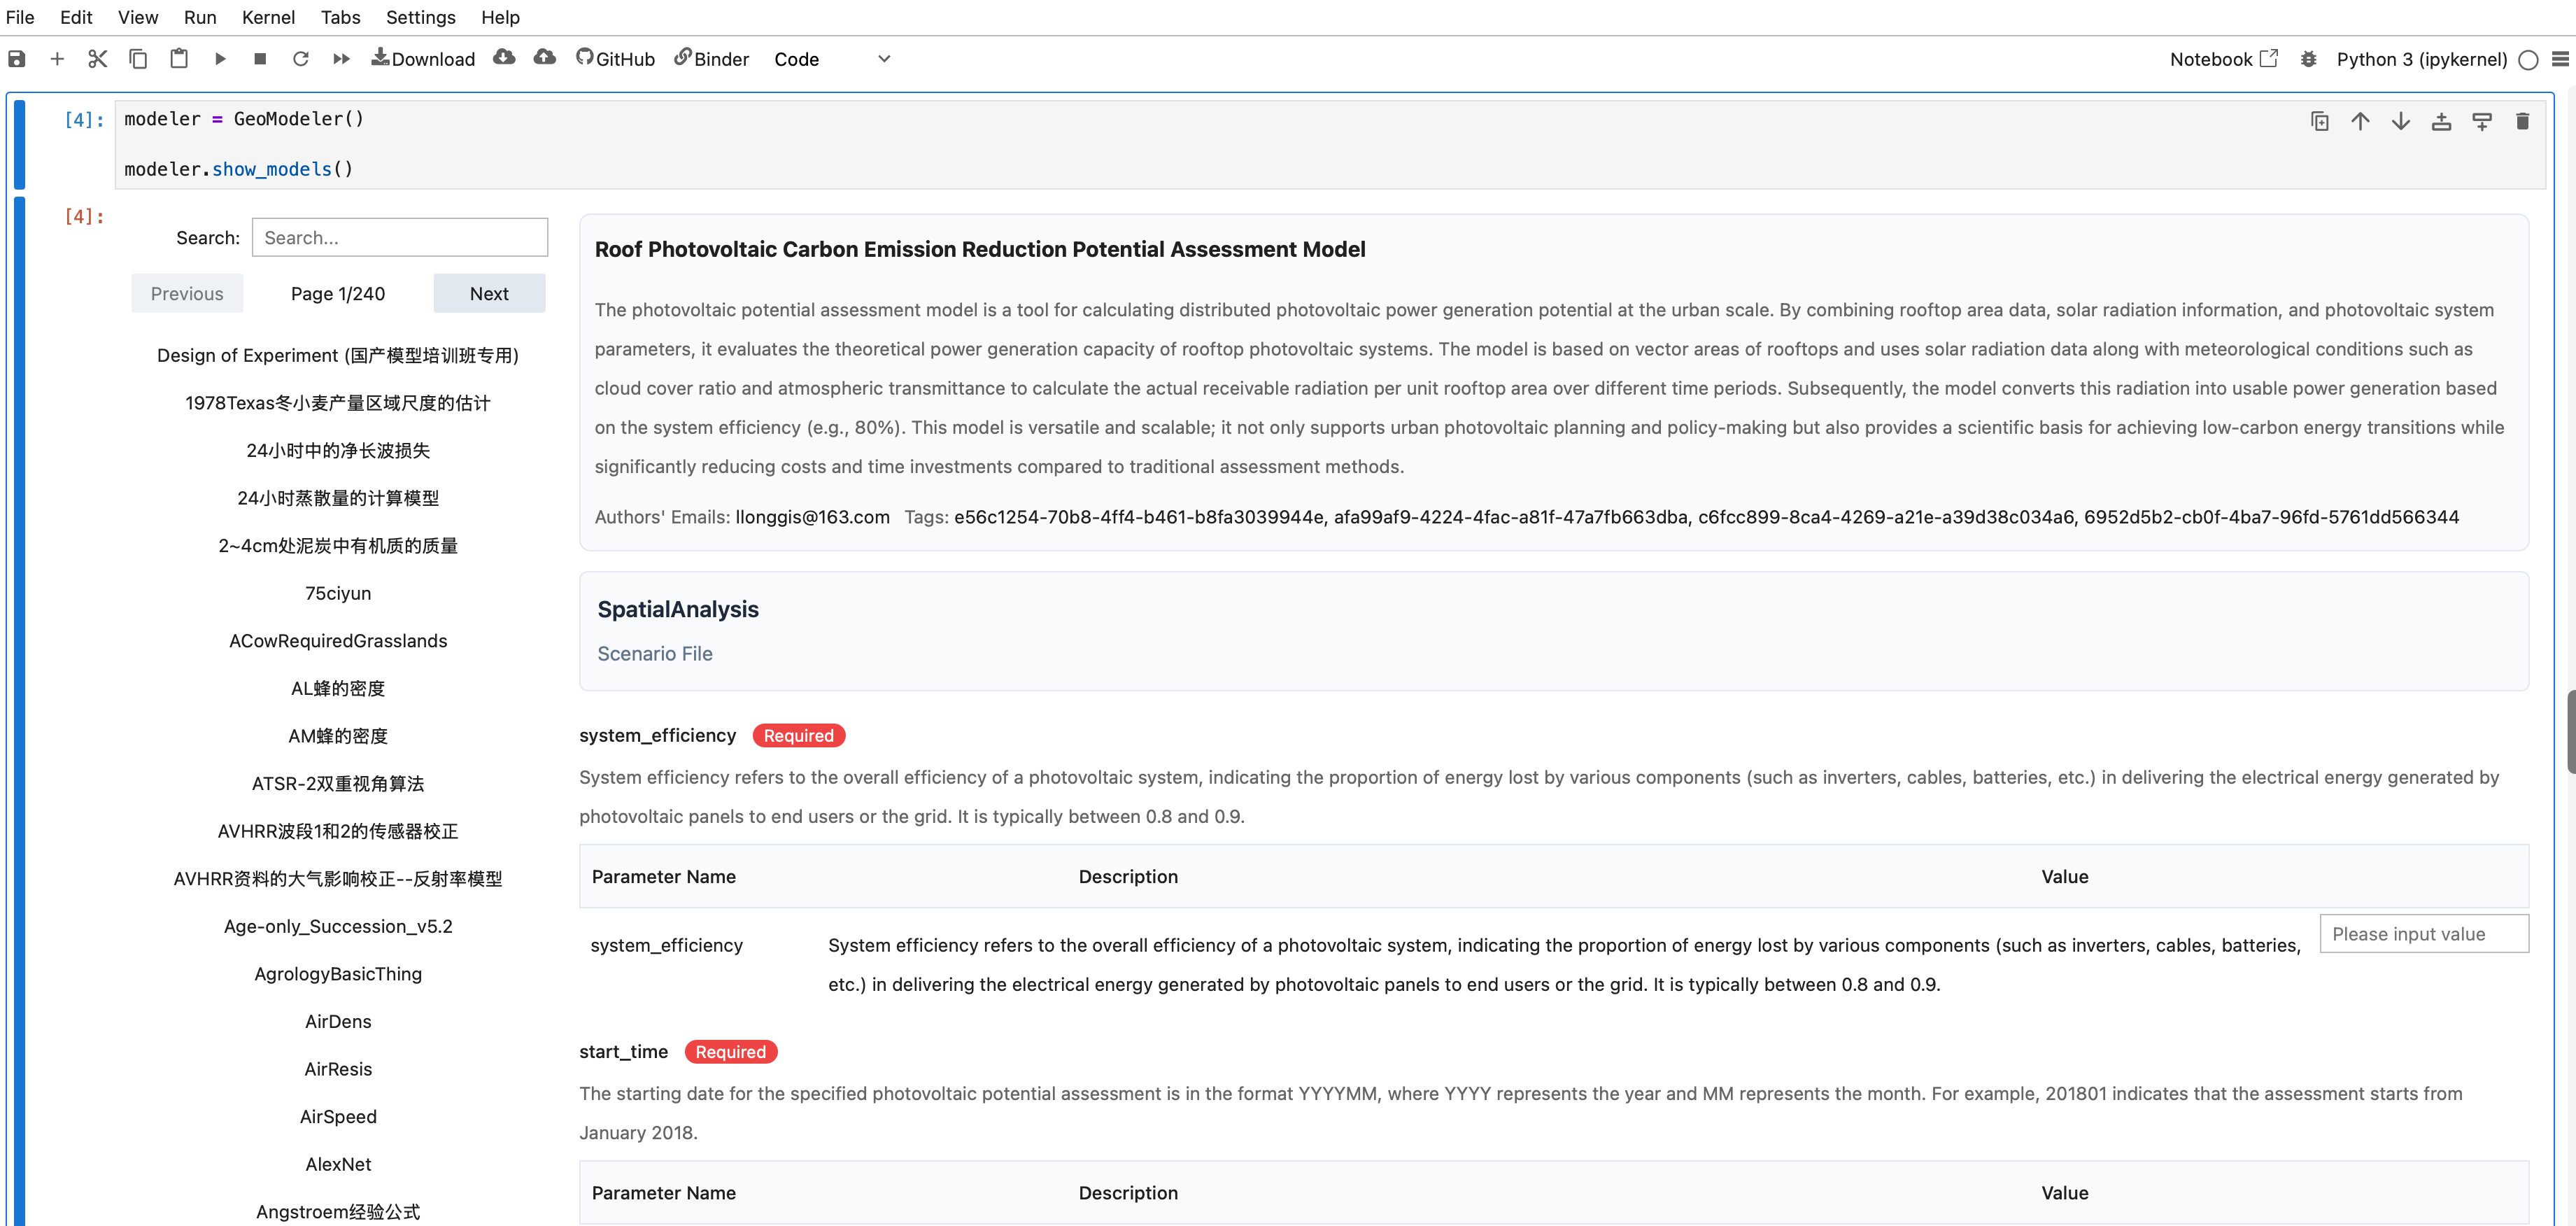 File Edit View Run Kernel Tabs Settings Help
Download GitHub Binder Code Notebook Python 3 (ipykernel)
[4]: modeler = GeoModeler()
modeler.show_models()
[4]:
Search: Search...
Previous Page 1/240 Next
Design of Experiment (国产模型培训班专用)
1978Texas冬小麦产量区域尺度的估计
24小时中的净长波损失
24小时蒸散量的计算模型
2~4cm处泥炭中有机质的质量
75ciyun
ACowRequiredGrasslands
AL蜂的密度
AM蜂的密度
ATSR-2双重视角算法
AVHRR波段1和2的传感器校正
AVHRR资料的大气影响校正--反射率模型
Age-only_Succession_v5.2
AgrologyBasicThing
AirDens
AirResis
AirSpeed
AlexNet
Angstroem经验公式
Roof Photovoltaic Carbon Emission Reduction Potential Assessment Model
The photovoltaic potential assessment model is a tool for calculating distributed photovoltaic power generation potential at the urban scale. By combining rooftop area data, solar radiation information, and photovoltaic system
parameters, it evaluates the theoretical power generation capacity of rooftop photovoltaic systems. The model is based on vector areas of rooftops and uses solar radiation data along with meteorological conditions such as
cloud cover ratio and atmospheric transmittance to calculate the actual receivable radiation per unit rooftop area over different time periods. Subsequently, the model converts this radiation into usable power generation based
on the system efficiency (e.g., 80%). This model is versatile and scalable; it not only supports urban photovoltaic planning and policy-making but also provides a scientific basis for achieving low-carbon energy transitions while
significantly reducing costs and time investments compared to traditional assessment methods.
Authors' Emails: llonggis@163.com Tags: e56c1254-70b8-4ff4-b461-b8fa3039944e, afa99af9-4224-4fac-a81f-47a7fb663dba, c6fcc899-8ca4-4269-a21e-a39d38c034a6, 6952d5b2-cb0f-4ba7-96fd-5761dd566344
SpatialAnalysis
Scenario File
system_efficiency Required
System efficiency refers to the overall efficiency of a photovoltaic system, indicating the proportion of energy lost by various components (such as inverters, cables, batteries, etc.) in delivering the electrical energy generated by
photovoltaic panels to end users or the grid. It is typically between 0.8 and 0.9.
Parameter Name Description Value
system_efficiency System efficiency refers to the overall efficiency of a photovoltaic system, indicating the proportion of energy lost by various components (such as inverters, cables, batteries, Please input value
etc.) in delivering the electrical energy generated by photovoltaic panels to end users or the grid. It is typically between 0.8 and 0.9.
start_time Required
The starting date for the specified photovoltaic potential assessment is in the format YYYYMM, where YYYY represents the year and MM represents the month. For example, 201801 indicates that the assessment starts from
January 2018.
Parameter Name Description Value